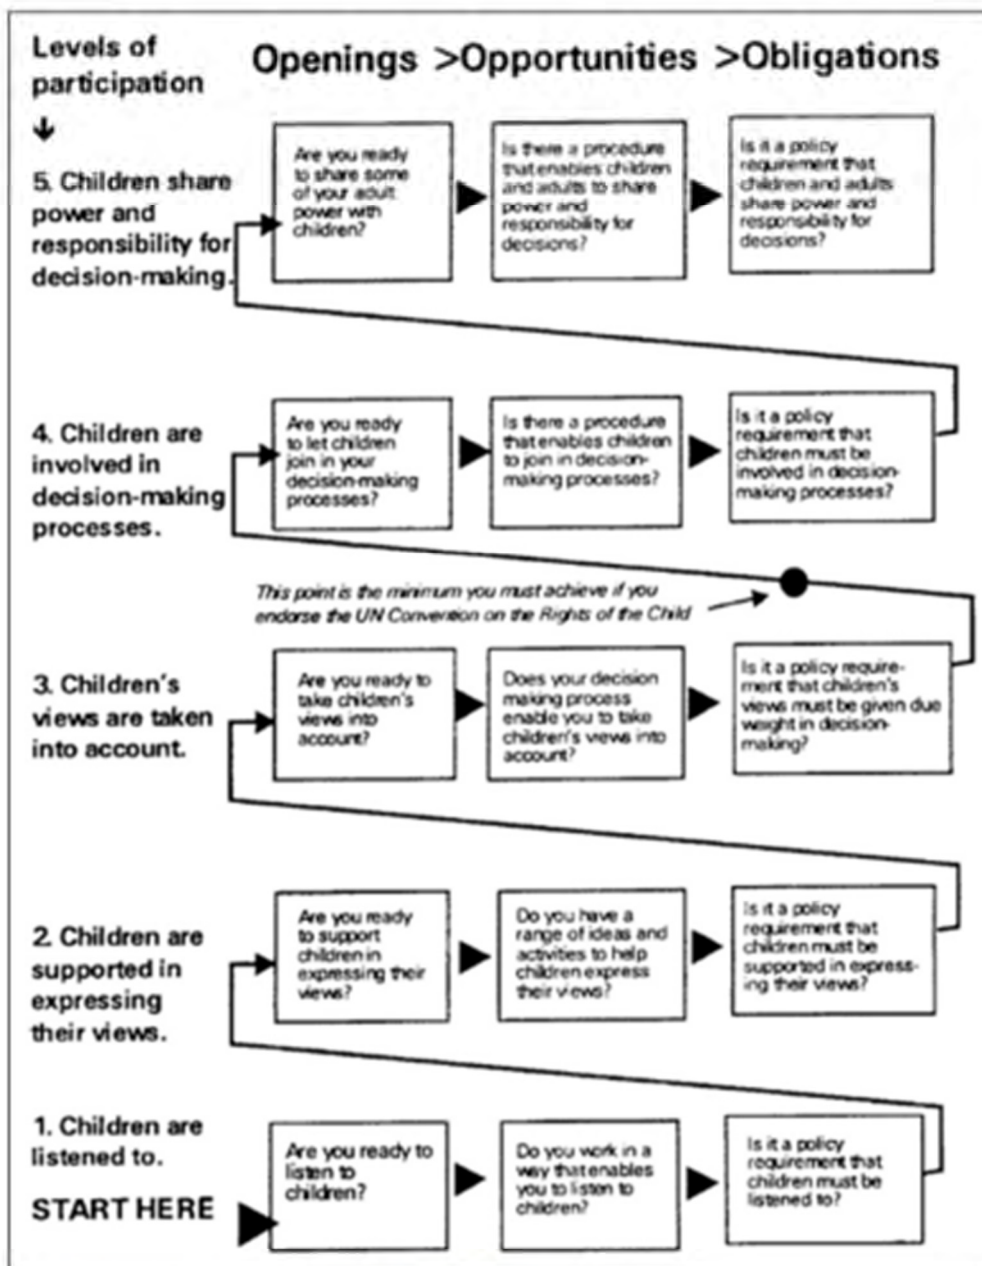 Levels of
participation
Openings >Opportunities >Obligations
5. Children share
power and
responsibility for
decision-making.
Are you ready
to share some
of your adult
power with
children?
Is there a procedure
that enables children
and adults to share
power and
responsibility for
decisions?
Is it a policy
requirement that
children and adults
share power and
responsibility for
decisions?
4. Children are
involved in
decision-making
processes.
Are you ready
to let children
join in your
decision-making
processes?
Is there a procedure
that enables children
to join in decision-
making processes?
Is it a policy
requirement that
children must be
involved in decision-
making processes?
This point is the minimum you must achieve if you
endorse the UN Convention on the Rights of the Child
3. Children's
views are taken
into account.
Are you ready to
take children's
views into
account?
Does your decision
making process
enable you to take
children's views into
account?
Is it a policy require-
ment that children's
views must be given due
weight in decision-
making?
2. Children are
supported in
expressing
their views.
Are you ready
to support
children in
expressing their
views?
Do you have a
range of ideas and
activities to help
children express
their views?
Is it a policy
requirement that
children must be
supported in express-
ing their views?
1. Children are
listened to.
START HERE
Are you ready to
listen to
children?
Do you work in a
way that enables
you to listen to
children?
Is it a policy
requirement that
children must be
listened to?